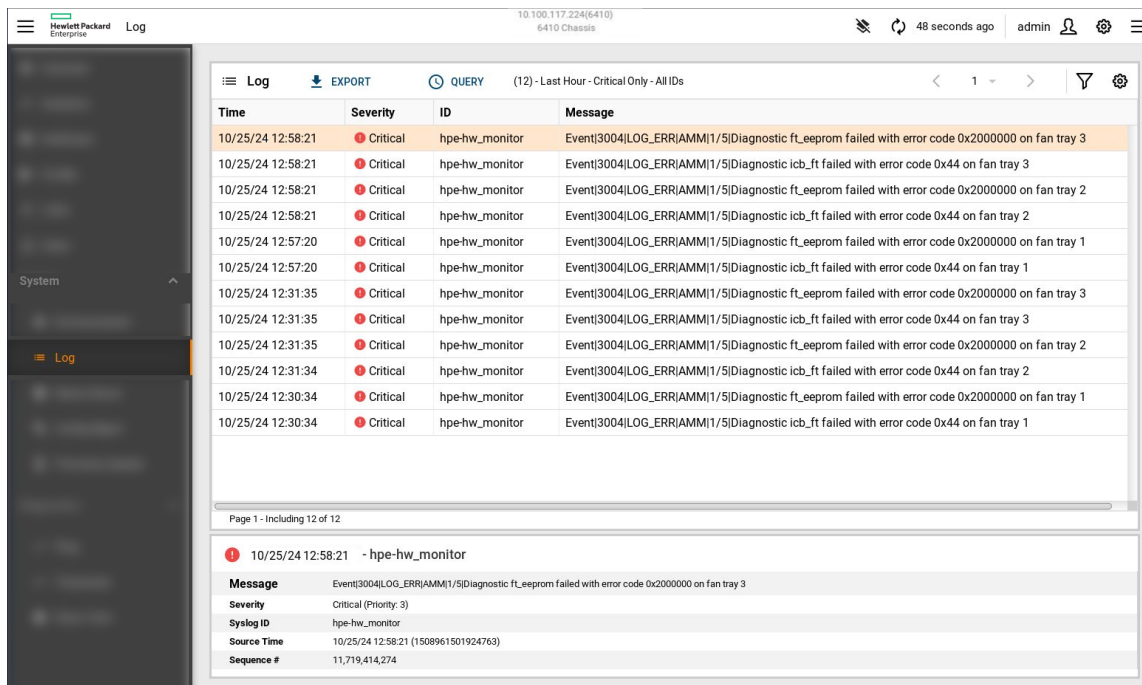 Hewlett Packard
Enterprise
Log
10.100.117.224(6410)
6410 Chassis
48 seconds ago
admin
System
Log
Log
EXPORT
QUERY
(12) - Last Hour - Critical Only - All IDs
1
Time Severity ID Message
10/25/24 12:58:21 Critical hpe-hw_monitor Event|3004|LOG_ERR|AMM|1/5|Diagnostic ft_eeprom failed with error code 0x2000000 on fan tray 3
10/25/24 12:58:21 Critical hpe-hw_monitor Event|3004|LOG_ERR|AMM|1/5|Diagnostic icb_ft failed with error code 0x44 on fan tray 3
10/25/24 12:58:21 Critical hpe-hw_monitor Event|3004|LOG_ERR|AMM|1/5|Diagnostic ft_eeprom failed with error code 0x2000000 on fan tray 2
10/25/24 12:58:21 Critical hpe-hw_monitor Event|3004|LOG_ERR|AMM|1/5|Diagnostic icb_ft failed with error code 0x44 on fan tray 2
10/25/24 12:57:20 Critical hpe-hw_monitor Event|3004|LOG_ERR|AMM|1/5|Diagnostic ft_eeprom failed with error code 0x2000000 on fan tray 1
10/25/24 12:57:20 Critical hpe-hw_monitor Event|3004|LOG_ERR|AMM|1/5|Diagnostic icb_ft failed with error code 0x44 on fan tray 1
10/25/24 12:31:35 Critical hpe-hw_monitor Event|3004|LOG_ERR|AMM|1/5|Diagnostic ft_eeprom failed with error code 0x2000000 on fan tray 3
10/25/24 12:31:35 Critical hpe-hw_monitor Event|3004|LOG_ERR|AMM|1/5|Diagnostic icb_ft failed with error code 0x44 on fan tray 3
10/25/24 12:31:35 Critical hpe-hw_monitor Event|3004|LOG_ERR|AMM|1/5|Diagnostic ft_eeprom failed with error code 0x2000000 on fan tray 2
10/25/24 12:31:34 Critical hpe-hw_monitor Event|3004|LOG_ERR|AMM|1/5|Diagnostic icb_ft failed with error code 0x44 on fan tray 2
10/25/24 12:30:34 Critical hpe-hw_monitor Event|3004|LOG_ERR|AMM|1/5|Diagnostic ft_eeprom failed with error code 0x2000000 on fan tray 1
10/25/24 12:30:34 Critical hpe-hw_monitor Event|3004|LOG_ERR|AMM|1/5|Diagnostic icb_ft failed with error code 0x44 on fan tray 1
Page 1 - Including 12 of 12
10/25/24 12:58:21 - hpe-hw_monitor
Message Event|3004|LOG_ERR|AMM|1/5|Diagnostic ft_eeprom failed with error code 0x2000000 on fan tray 3
Severity Critical (Priority: 3)
Syslog ID hpe-hw_monitor
Source Time 10/25/24 12:58:21 (1508961501924763)
Sequence # 11,719,414,274